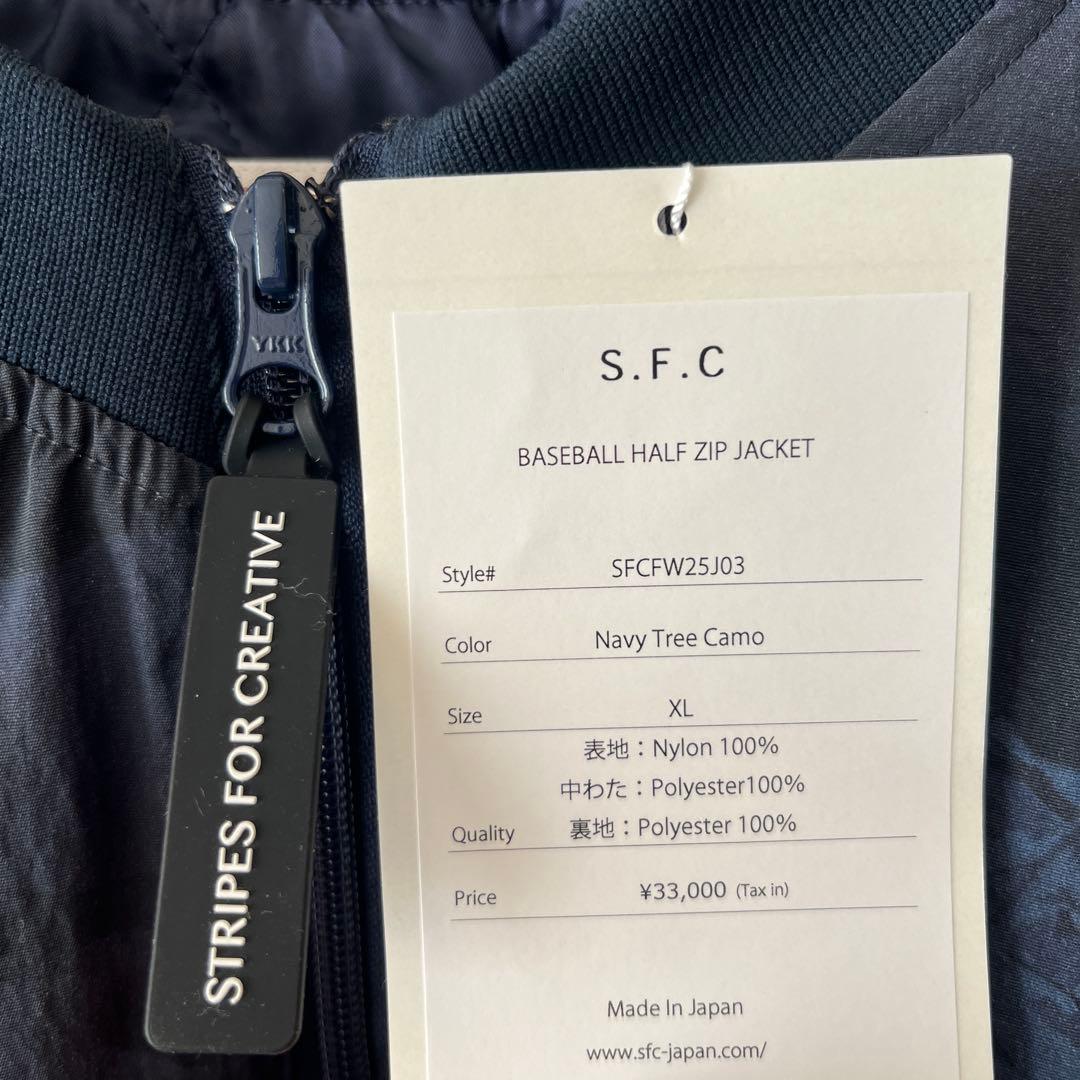 YKK
STRIPES FOR CREATIVE
S.F.C
BASEBALL HALF ZIP JACKET
Style# SFCFW25J03
Color Navy Tree Camo
Size XL
表地：Nylon 100%
中わた：Polyester100%
Quality 裏地：Polyester 100%
Price ¥33,000 (Tax in)
Made In Japan
www.sfc-japan.com/